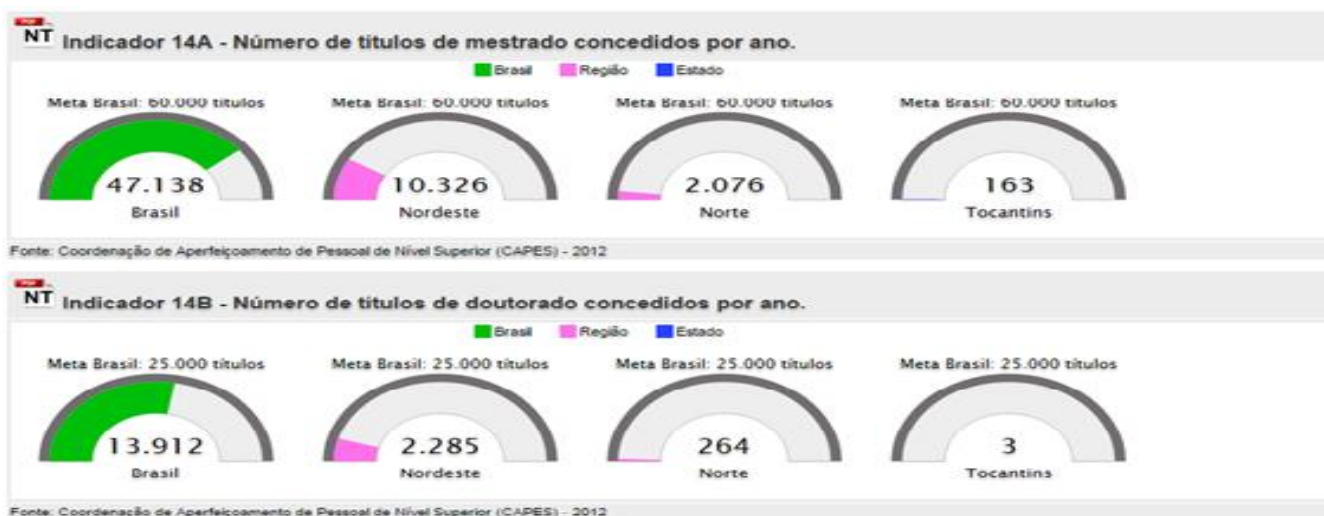 NT Indicador 14A - Número de títulos de mestrado concedidos por ano.
Brasil Região Estado
Meta Brasil: 60.000 títulos Meta Brasil: 60.000 títulos Meta Brasil: 60.000 títulos Meta Brasil: 60.000 títulos
47.138 10.326 2.076 163
Brasil Nordeste Norte Tocantins
Fonte: Coordenação de Aperfeiçoamento de Pessoal de Nível Superior (CAPES) - 2012
NT Indicador 14B - Número de títulos de doutorado concedidos por ano.
Brasil Região Estado
Meta Brasil: 25.000 títulos Meta Brasil: 25.000 títulos Meta Brasil: 25.000 títulos Meta Brasil: 25.000 títulos
13.912 2.285 264 3
Brasil Nordeste Norte Tocantins
Fonte: Coordenação de Aperfeiçoamento de Pessoal de Nível Superior (CAPES) - 2012